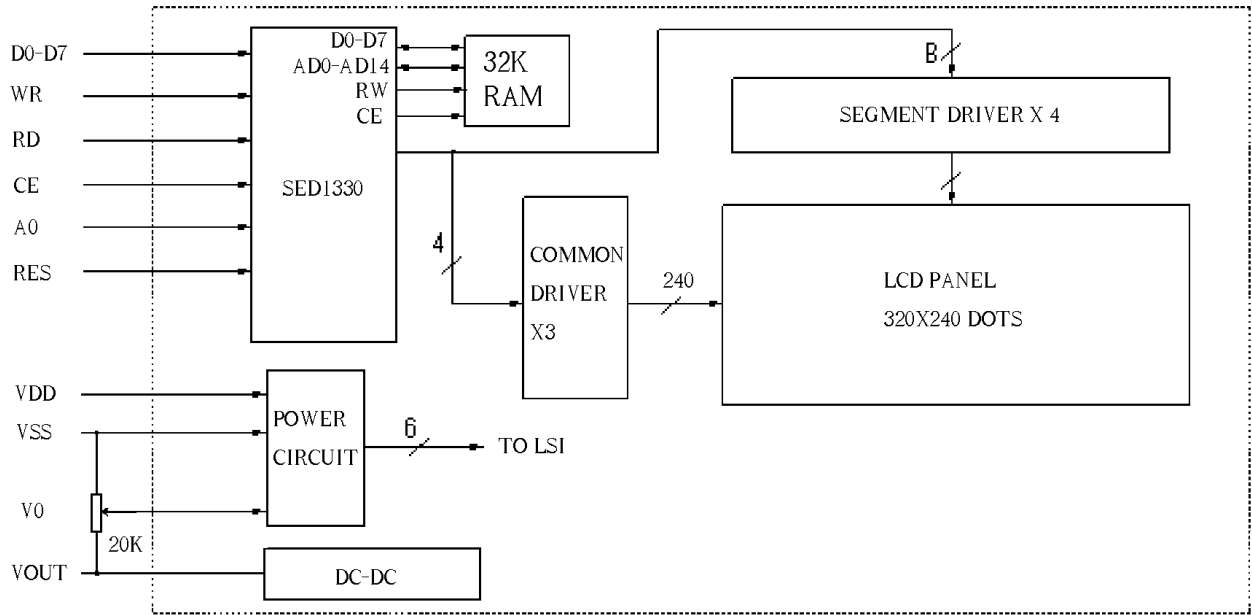 D0-D7
WR
RD
CE
A0
RES
SED1330
D0-D7
AD0-AD14
RW
CE
32K
RAM
8
SEGMENT DRIVER X 4
4
COMMON
DRIVER
X3
240
LCD PANEL
320X240 DOTS
VDD
VSS
V0
VOUT
20K
POWER
CIRCUIT
6
TO LSI
DC-DC